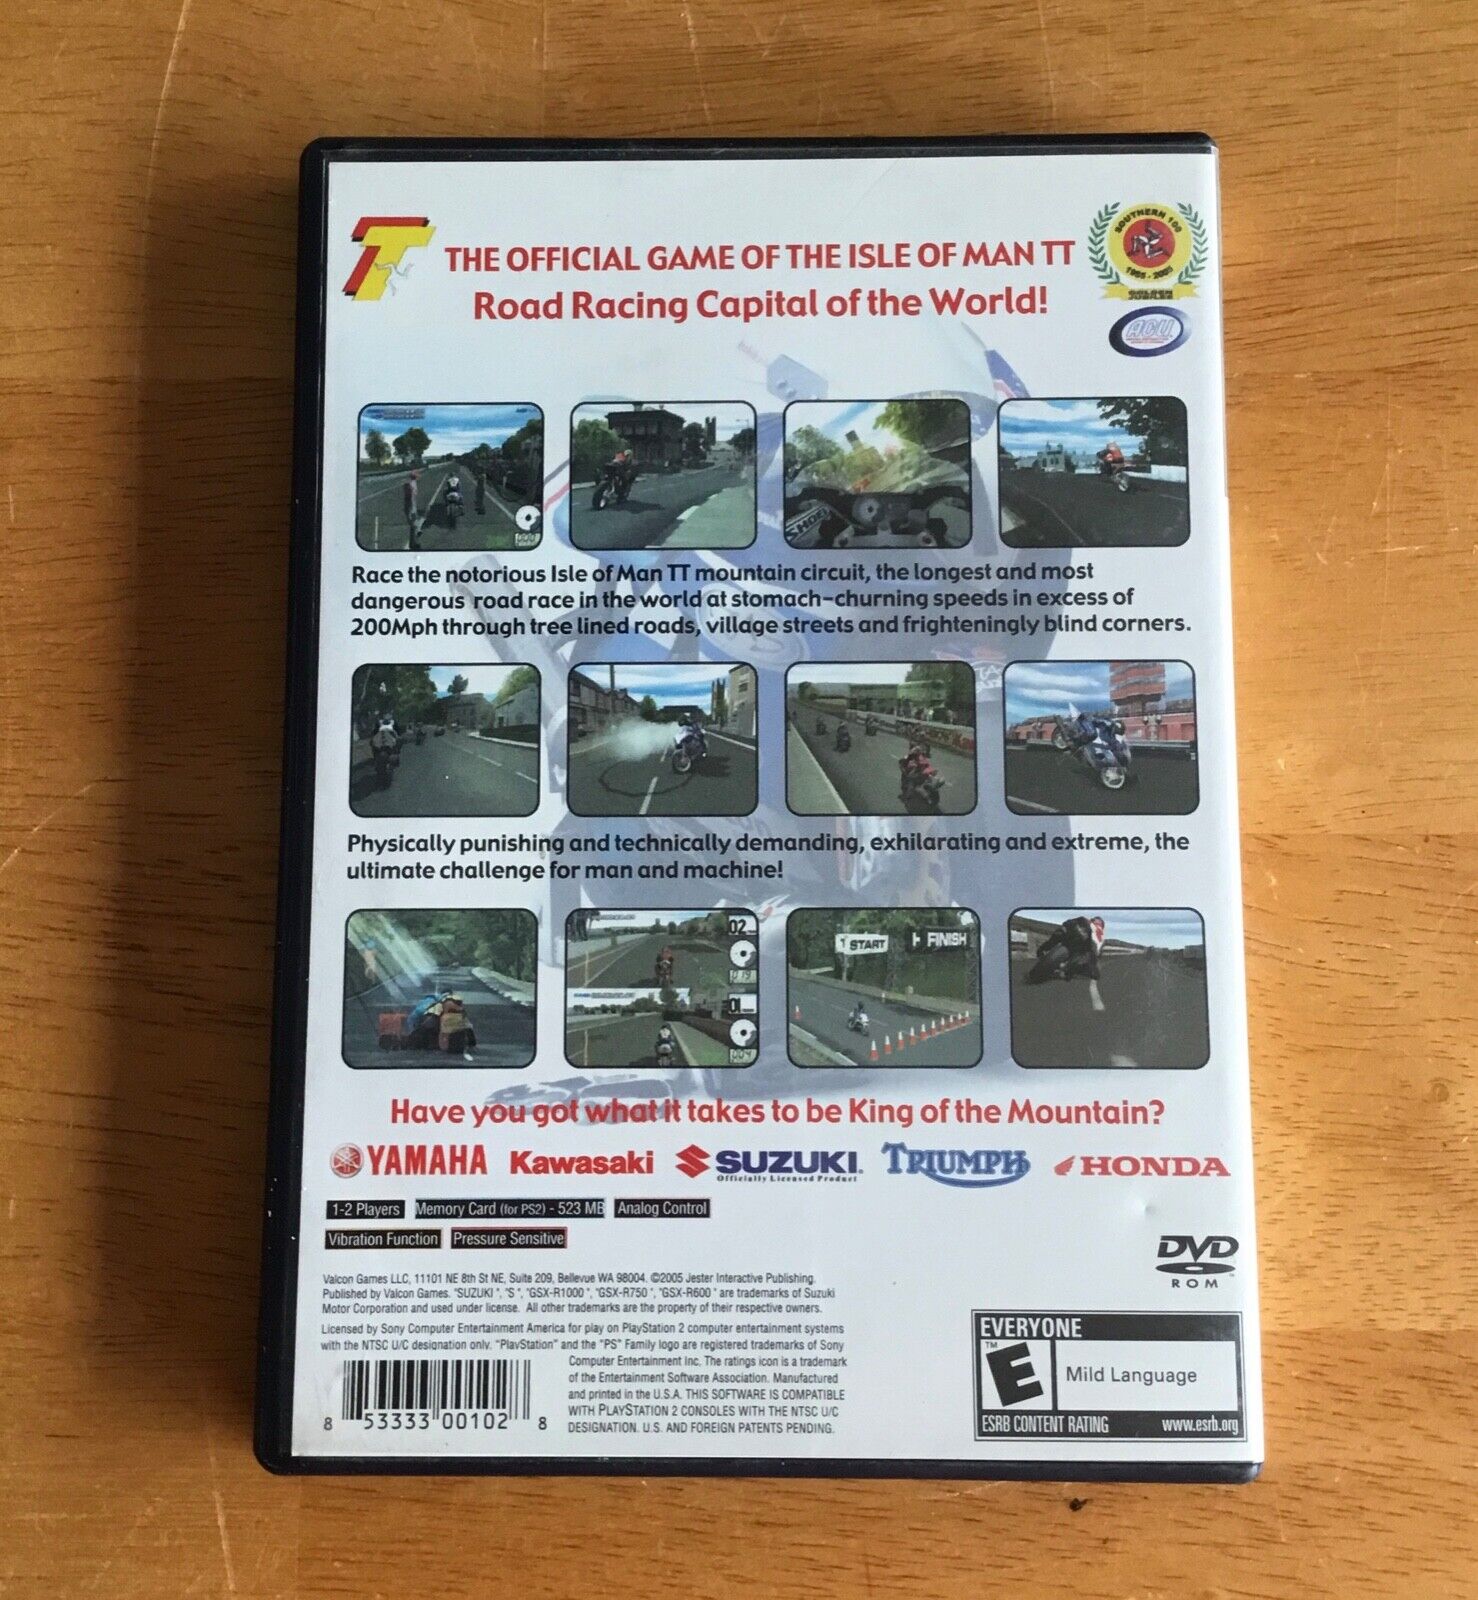 TT
THE OFFICIAL GAME OF THE ISLE OF MAN TT
Road Racing Capital of the World!
SOUTHERN 100
1955 - 2005
GOLDEN
JUBILEE
ACU
SHOEI
Race the notorious Isle of Man TT mountain circuit, the longest and most
dangerous road race in the world at stomach-churning speeds in excess of
200Mph through tree lined roads, village streets and frighteningly blind corners.
Physically punishing and technically demanding, exhilarating and extreme, the
ultimate challenge for man and machine!
02
01
START
FINISH
Have you got what it takes to be King of the Mountain?
YAMAHA Kawasaki SUZUKI TRIUMPH HONDA
Officially Licensed Product
1-2 Players Memory Card (for PS2) - 523 MB Analog Control
Vibration Function Pressure Sensitive
DVD
ROM
Valcon Games LLC, 11101 NE 8th St NE, Suite 209, Bellevue WA 98004. ©2005 Jester Interactive Publishing.
Published by Valcon Games. "SUZUKI", "S", "GSX-R1000", "GSX-R750", "GSX-R600" are trademarks of Suzuki
Motor Corporation and used under license. All other trademarks are the property of their respective owners.
Licensed by Sony Computer Entertainment America for play on PlayStation 2 computer entertainment systems
with the NTSC U/C designation only. "PlayStation" and the "PS" Family logo are registered trademarks of Sony
Computer Entertainment Inc. The ratings icon is a trademark
of the Entertainment Software Association. Manufactured
and printed in the U.S.A. THIS SOFTWARE IS COMPATIBLE
WITH PLAYSTATION 2 CONSOLES WITH THE NTSC U/C
DESIGNATION. U.S. AND FOREIGN PATENTS PENDING.
8 53333 00102 8
EVERYONE
E
TM
Mild Language
ESRB CONTENT RATING www.esrb.org